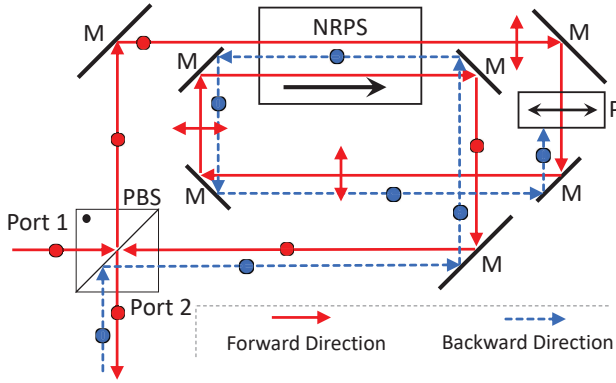 M
NRPS
M
M
M
P
M
M
PBS
Port 1
M
Port 2
Forward Direction
Backward Direction